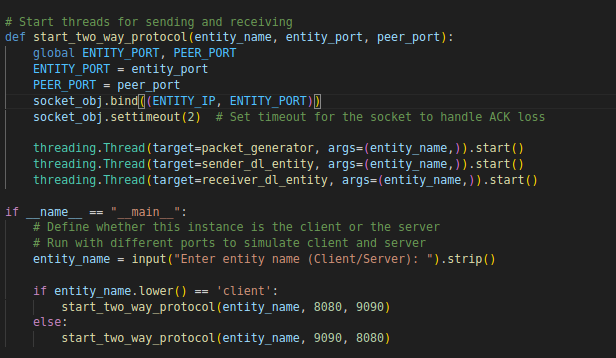 # Start threads for sending and receiving
def start_two_way_protocol(entity_name, entity_port, peer_port):
    global ENTITY_PORT, PEER_PORT
    ENTITY_PORT = entity_port
    PEER_PORT = peer_port
    socket_obj.bind((ENTITY_IP, ENTITY_PORT))
    socket_obj.settimeout(2)  # Set timeout for the socket to handle ACK loss

    threading.Thread(target=packet_generator, args=(entity_name,)).start()
    threading.Thread(target=sender_dl_entity, args=(entity_name,)).start()
    threading.Thread(target=receiver_dl_entity, args=(entity_name,)).start()

if __name__ == "__main__":
    # Define whether this instance is the client or the server
    # Run with different ports to simulate client and server
    entity_name = input("Enter entity name (Client/Server): ").strip()

    if entity_name.lower() == 'client':
        start_two_way_protocol(entity_name, 8080, 9090)
    else:
        start_two_way_protocol(entity_name, 9090, 8080)